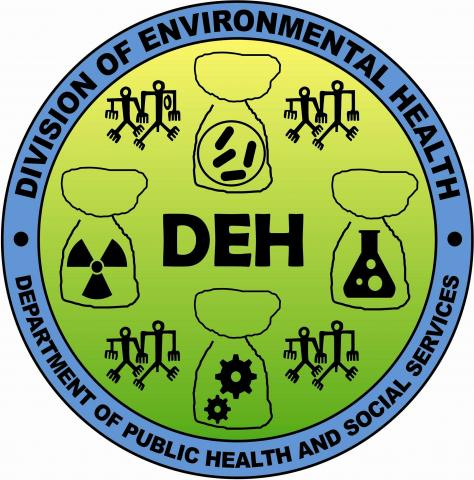 DIVISION OF ENVIRONMENTAL HEALTH
DEH
DEPARTMENT OF PUBLIC HEALTH AND SOCIAL SERVICES